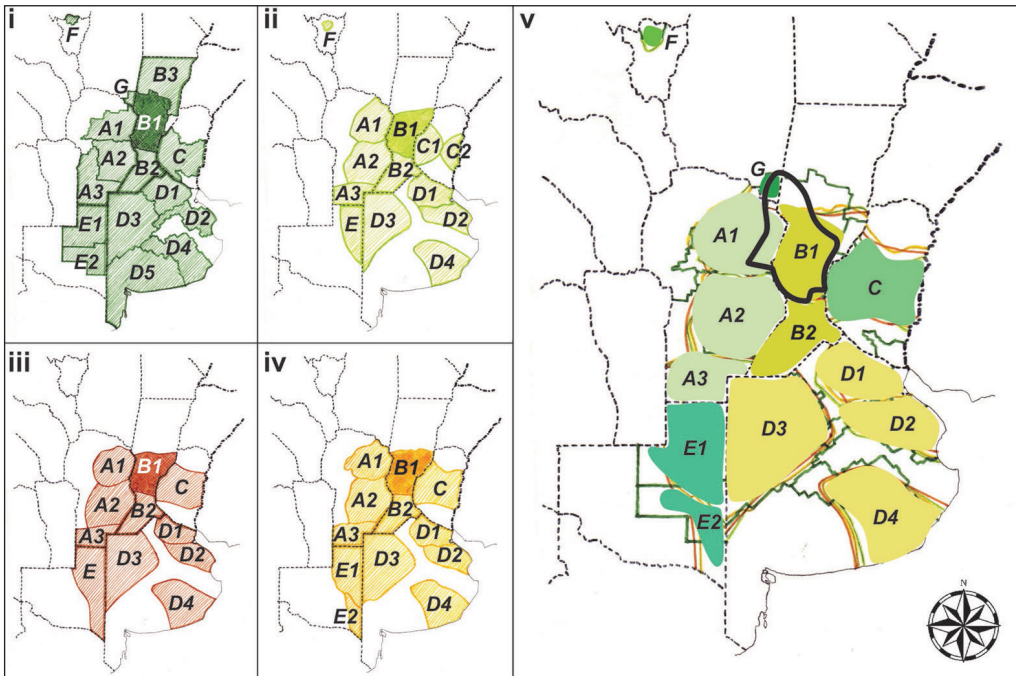 i
F
B3
G
B1
A1
C
A2
B2
A3
D1
E1
D3
D2
D4
E2
D5
ii
F
A1
B1
C1
C2
A2
B2
D1
A3
D2
E
D3
D4
iii
A1
B1
C
A2
B2
D1
A3
D2
E
D3
D4
iv
A1
B1
C
A2
B2
D1
A3
D2
E1
D3
D4
E2
v
F
G
A1
B1
C
A2
B2
D1
A3
D2
D3
E1
D4
E2
N